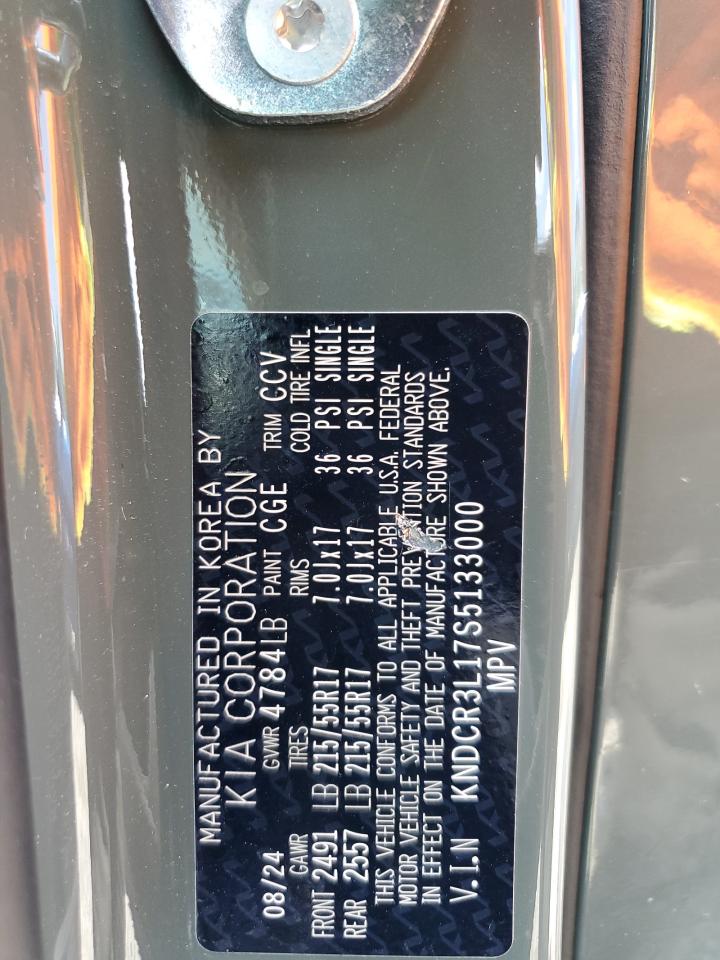 MANUFACTURED IN KOREA BY
KIA CORPORATION
08/24 GVWR 4784LB PAINT CGE TRIM CCV
GAWR TIRES RIMS COLD TIRE INFL
FRONT 2491 LB 215/55R17 7.0Jx17 36 PSI SINGLE
REAR 2557 LB 215/55R17 7.0Jx17 36 PSI SINGLE
THIS VEHICLE CONFORMS TO ALL APPLICABLE U.S.A. FEDERAL
MOTOR VEHICLE SAFETY AND THEFT PREVENTION STANDARDS
IN EFFECT ON THE DATE OF MANUFACTURE SHOWN ABOVE.
V.I.N KNDCR3L17S5133000
MPV